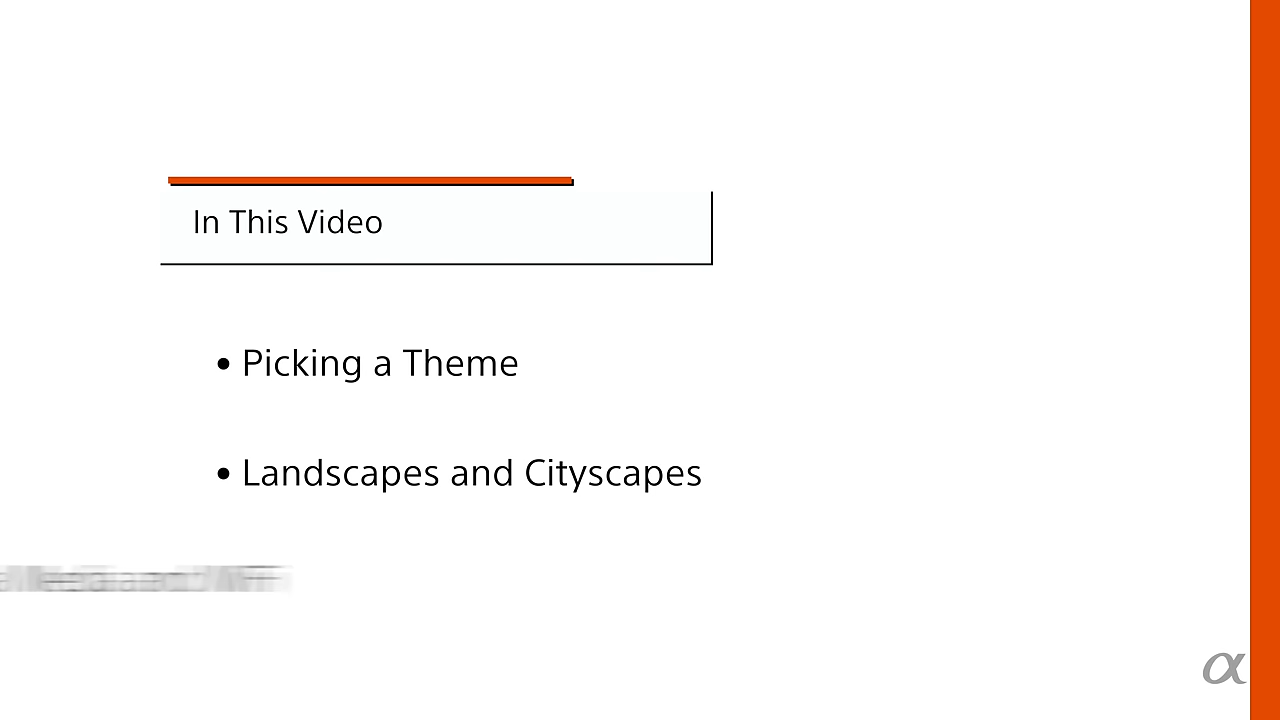 In This Video
• Picking a Theme
• Landscapes and Cityscapes
α